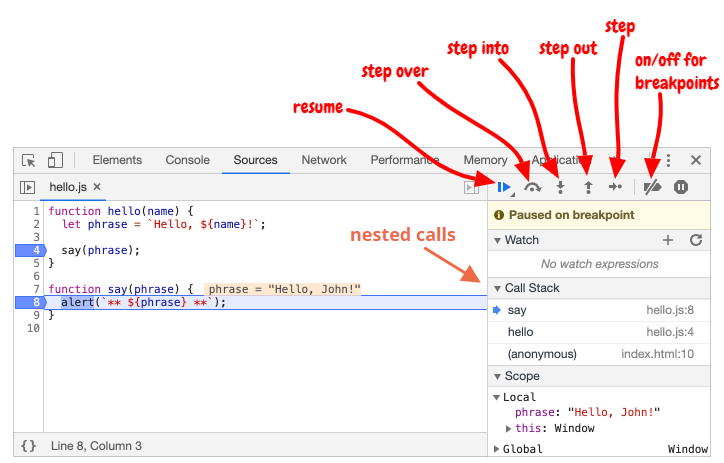 step
step into
step out
on/off for
breakpoints
step over
resume
Elements
Console
Sources
Network
Performance
Memory
hello.js ×
Paused on breakpoint
1 function hello(name) {
2 let phrase = `Hello, ${name}!`;
3
4 say(phrase);
5 }
6
7 function say(phrase) { phrase = "Hello, John!"
8 alert(`** ${phrase} **`);
9 }
10
nested calls
Watch
No watch expressions
Call Stack
say hello.js:8
hello hello.js:4
(anonymous) index.html:10
Scope
Local
phrase: "Hello, John!"
this: Window
Global Window
{} Line 8, Column 3